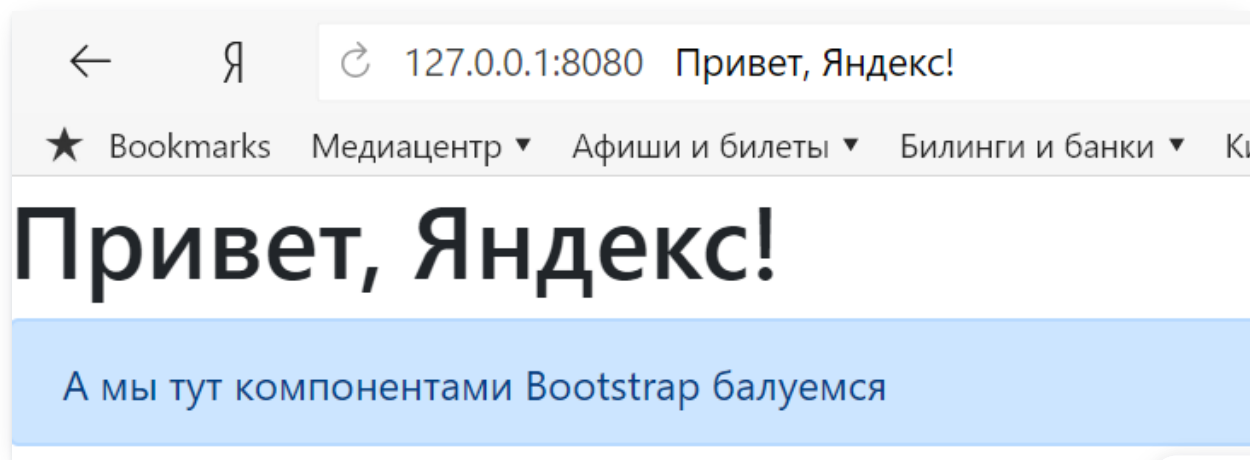 Я 127.0.0.1:8080 Привет, Яндекс!
Bookmarks Медиацентр Афиши и билеты Билинги и банки
Привет, Яндекс!
А мы тут компонентами Bootstrap балуемся